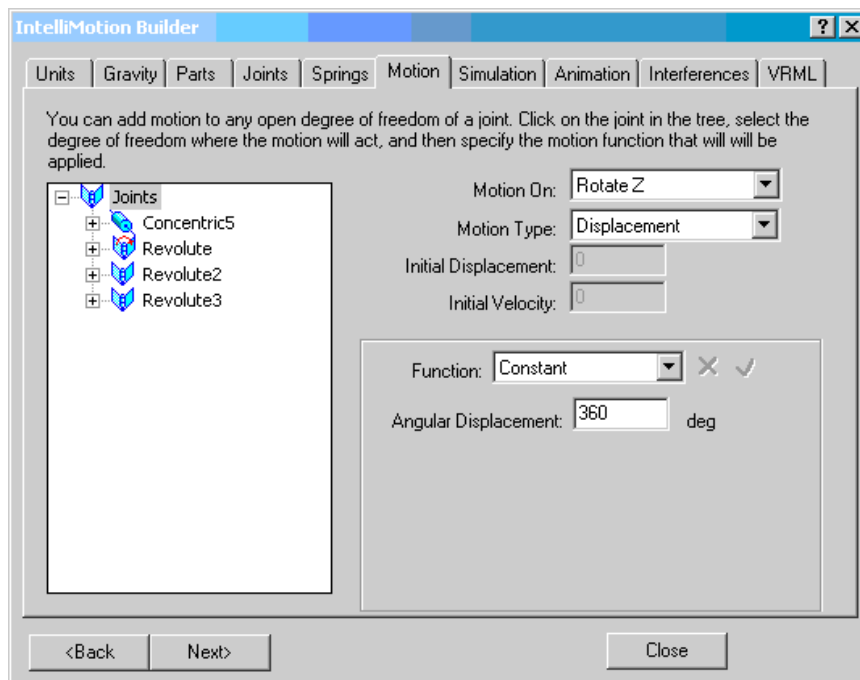 IntelliMotion Builder
Units Gravity Parts Joints Springs Motion Simulation Animation Interferences VRML
You can add motion to any open degree of freedom of a joint. Click on the joint in the tree, select the
degree of freedom where the motion will act, and then specify the motion function that will will be
applied.
Joints
Concentric5
Revolute
Revolute2
Revolute3
Motion On: Rotate Z
Motion Type: Displacement
Initial Displacement: 0
Initial Velocity: 0
Function: Constant
Angular Displacement: 360 deg
<Back Next> Close